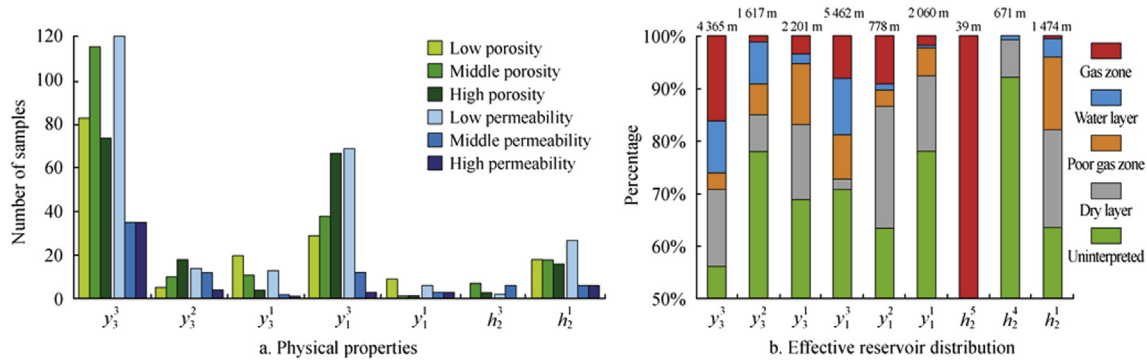 120
100
80
60
40
20
0
Number of samples
Low porosity
Middle porosity
High porosity
Low permeability
Middle permeability
High permeability
y₃³ y₃² y₃¹ y₁³ y₁¹ h₂³ h₂¹
a. Physical properties
4 365 m 1 617 m 2 201 m 5 462 m 778 m 2 060 m 39 m 671 m 1 474 m
100%
90%
80%
70%
60%
50%
Percentage
Gas zone
Water layer
Poor gas zone
Dry layer
Uninterpreted
y₃³ y₃² y₃¹ y₁³ y₁² y₁¹ h₂⁵ h₂⁴ h₂¹
b. Effective reservoir distribution